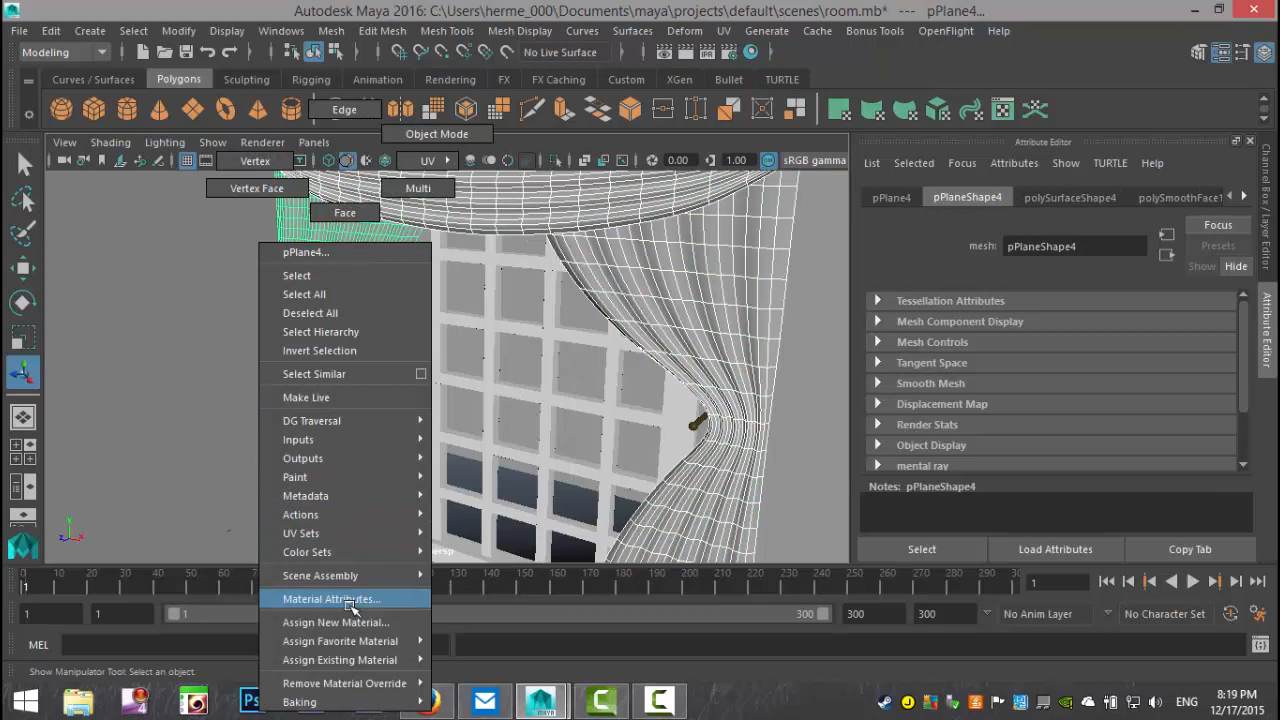 Autodesk Maya 2016: C:\Users\herme_000\Documents\maya\projects\default\scenes\room.mb* --- pPlane4...
File Edit Create Select Modify Display Windows Mesh Edit Mesh Mesh Tools Mesh Display Curves Surfaces Deform UV Generate Cache Bonus Tools OpenFlight Help
Modeling No Live Surface
Curves / Surfaces Polygons Sculpting Rigging Animation Rendering FX FX Caching Custom XGen Bullet TURTLE
Edge
Object Mode
View Shading Lighting Show Renderer Panels
Vertex UV 0.00 1.00 sRGB gamma
Vertex Face Multi
Face
pPlane4...
Select
Select All
Deselect All
Select Hierarchy
Invert Selection
Select Similar
Make Live
DG Traversal
Inputs
Outputs
Paint
Metadata
Actions
UV Sets
Color Sets
Scene Assembly
Material Attributes...
Assign New Material...
Assign Favorite Material
Assign Existing Material
Remove Material Override
Baking
persp
Attribute Editor
List Selected Focus Attributes Show TURTLE Help
pPlane4 pPlaneShape4 polySurfaceShape4 polySmoothFace1
Focus
mesh: pPlaneShape4
Presets
Show Hide
Tessellation Attributes
Mesh Component Display
Mesh Controls
Tangent Space
Smooth Mesh
Displacement Map
Render Stats
Object Display
mental ray
Notes: pPlaneShape4
Select Load Attributes Copy Tab
Channel Box / Layer Editor
Attribute Editor
1 10 20 30 40 50 60 70 130 140 150 160 170 180 190 200 210 220 230 240 250 260 270 280 290 30 1
1 1 1 300 300 300 No Anim Layer No Character Set
MEL
Show Manipulator Tool: Select an object.
ENG 8:19 PM
12/17/2015